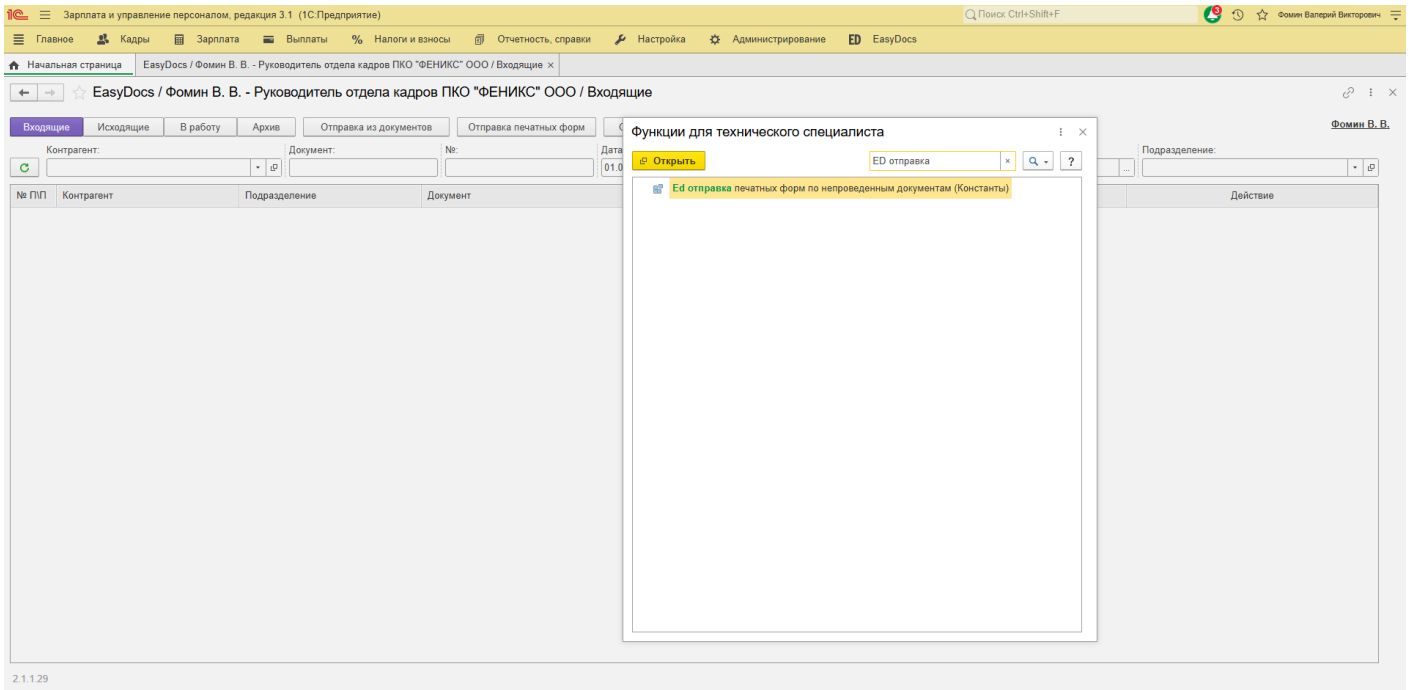 Зарплата и управление персоналом, редакция 3.1 (1С:Предприятие)
Поиск Ctrl+Shift+F
3
Фомин Валерий Викторович
Главное
Кадры
Зарплата
Выплаты
Налоги и взносы
Отчетность, справки
Настройка
Администрирование
ED EasyDocs
Начальная страница
EasyDocs / Фомин В. В. - Руководитель отдела кадров ПКО "ФЕНИКС" ООО / Входящие ×
EasyDocs / Фомин В. В. - Руководитель отдела кадров ПКО "ФЕНИКС" ООО / Входящие
Входящие
Исходящие
В работу
Архив
Отправка из документов
Отправка печатных форм
Фомин В. В.
Контрагент:
Документ:
№:
Дата
Подразделение:
01.0
...
№ П\П
Контрагент
Подразделение
Документ
Действие
Функции для технического специалиста
Открыть
ED отправка
?
Ed отправка печатных форм по непроведенным документам (Константы)
2.1.1.29